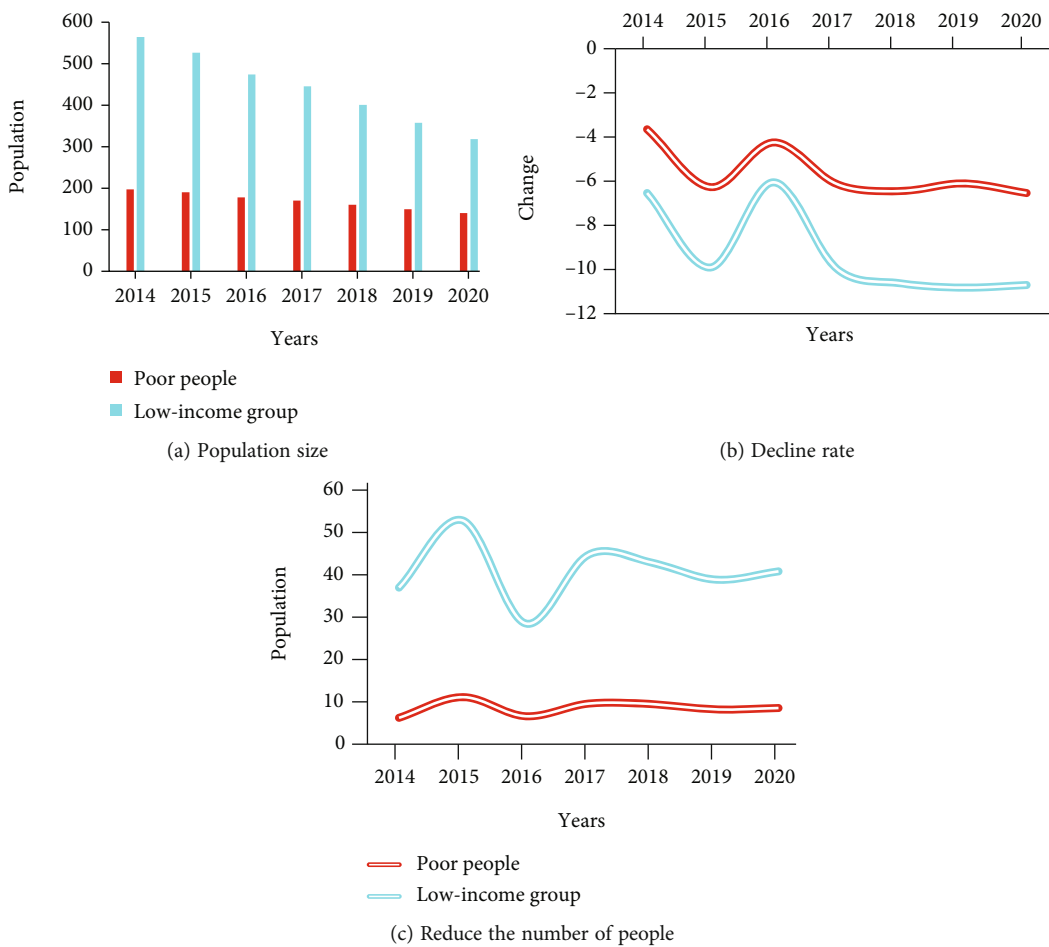 600
500
400
300
200
100
0
Population
2014 2015 2016 2017 2018 2019 2020
Years
Poor people
Low-income group
(a) Population size
2014 2015 2016 2017 2018 2019 2020
0
−2
−4
−6
−8
−10
−12
Change
Years
(b) Decline rate
60
50
40
30
20
10
0
Population
2014 2015 2016 2017 2018 2019 2020
Years
Poor people
Low-income group
(c) Reduce the number of people